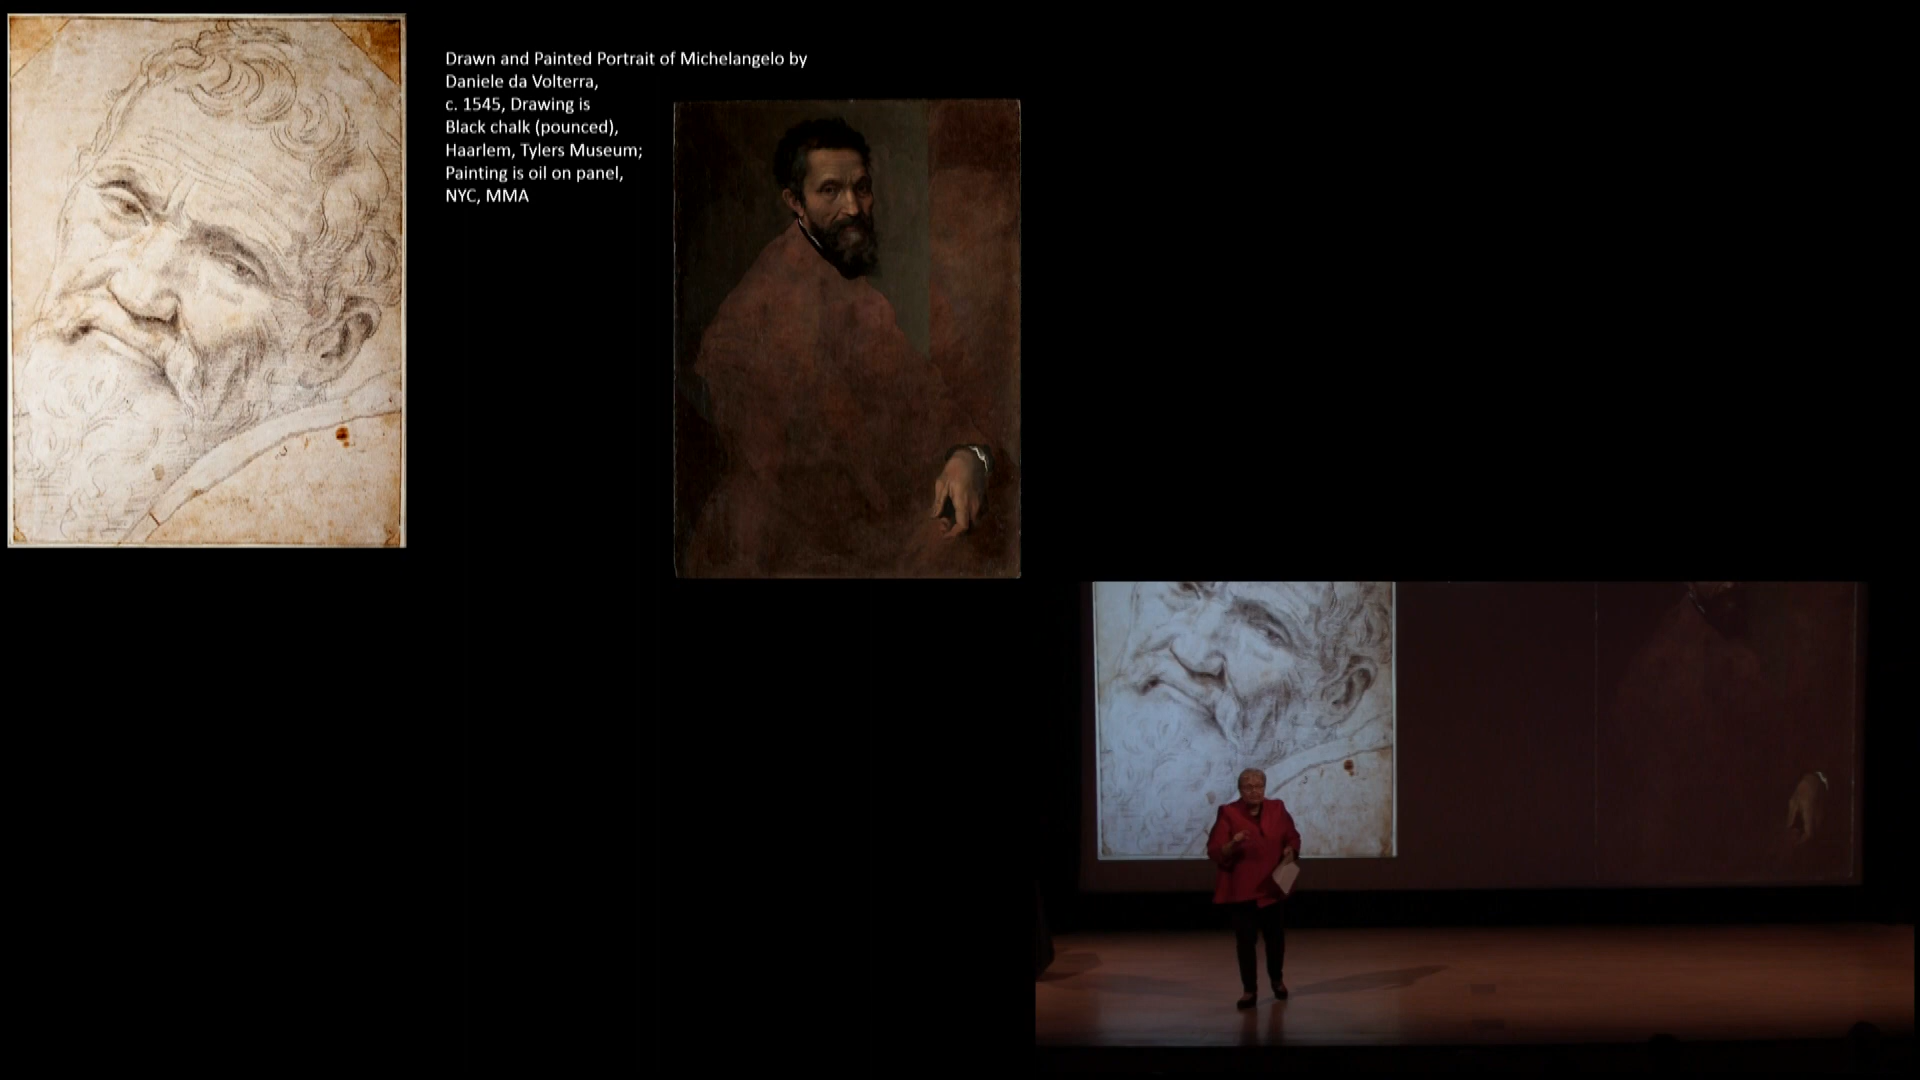 Drawn and Painted Portrait of Michelangelo by
Daniele da Volterra,
c. 1545, Drawing is
Black chalk (pounced),
Haarlem, Tylers Museum;
Painting is oil on panel,
NYC, MMA